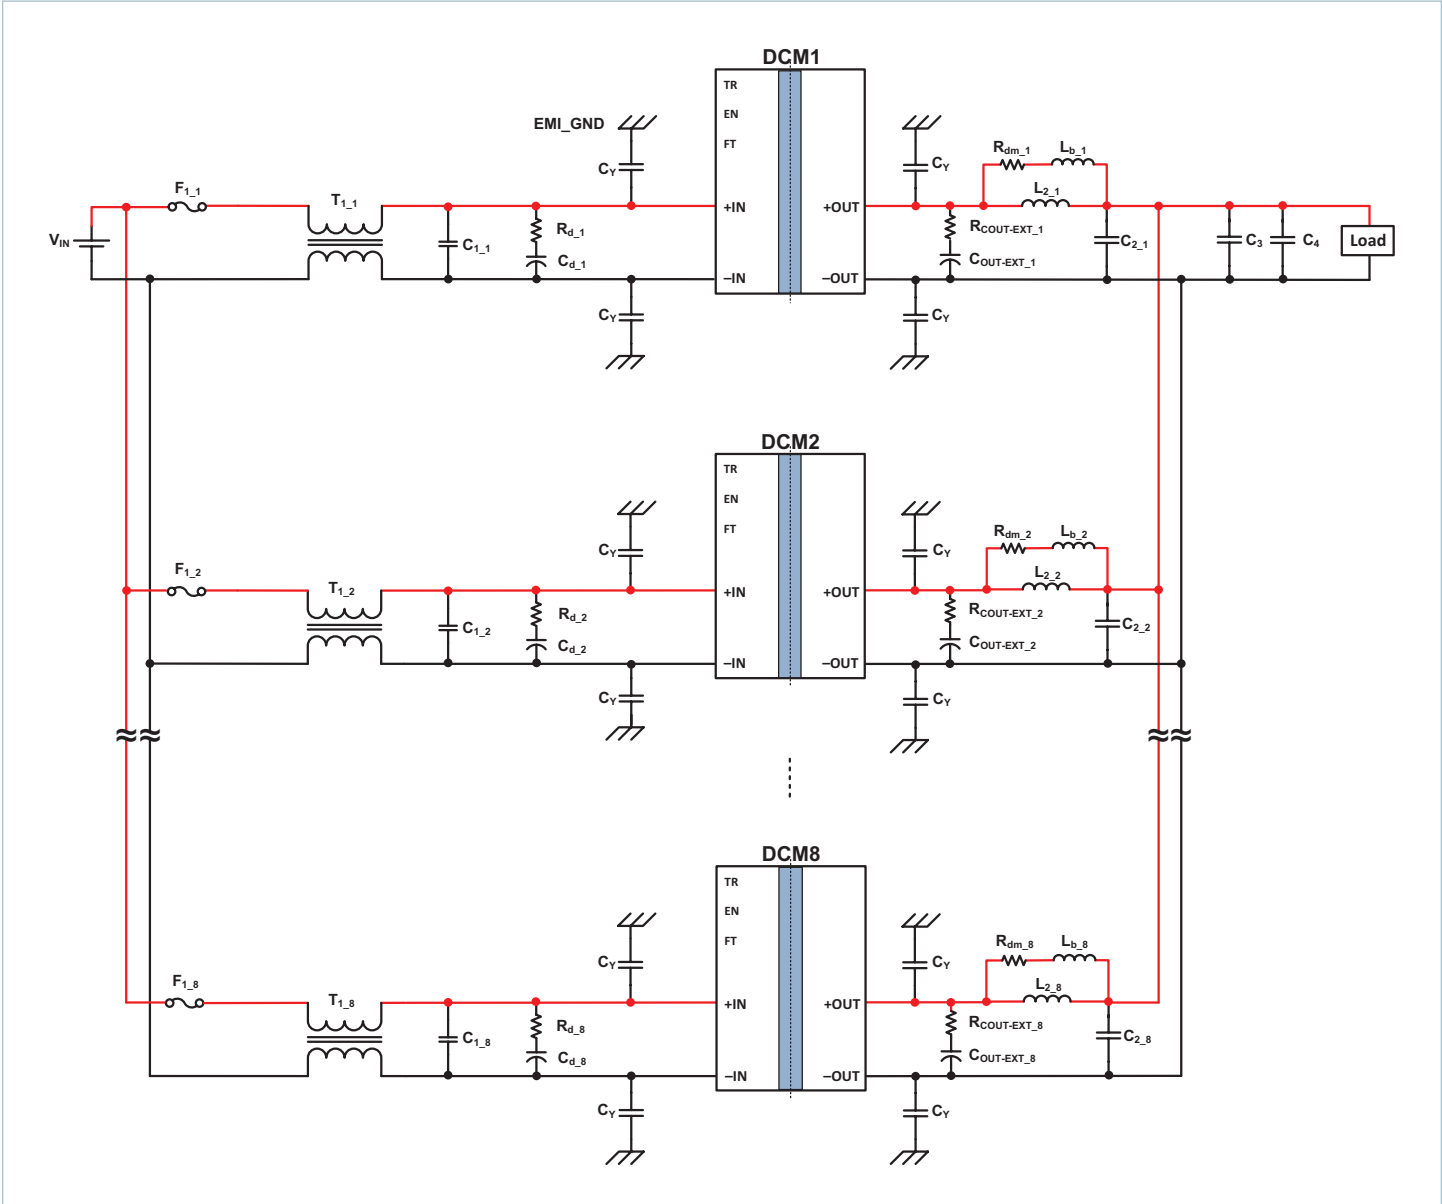 DCM1
TR
EN
FT
EMI_GND
CY
CY
Rdm_1
Lb_1
F1_1
T1_1
L2_1
+IN
+OUT
VIN
C1_1
Rd_1
Cd_1
RCOUT-EXT_1
COUT-EXT_1
C2_1
C3
C4
Load
–IN
–OUT
CY
CY
DCM2
TR
EN
FT
CY
CY
Rdm_2
Lb_2
F1_2
T1_2
L2_2
+IN
+OUT
C1_2
Rd_2
Cd_2
RCOUT-EXT_2
COUT-EXT_2
C2_2
–IN
–OUT
CY
CY
DCM8
TR
EN
FT
CY
CY
Rdm_8
Lb_8
F1_8
T1_8
L2_8
+IN
+OUT
C1_8
Rd_8
Cd_8
RCOUT-EXT_8
COUT-EXT_8
C2_8
–IN
–OUT
CY
CY